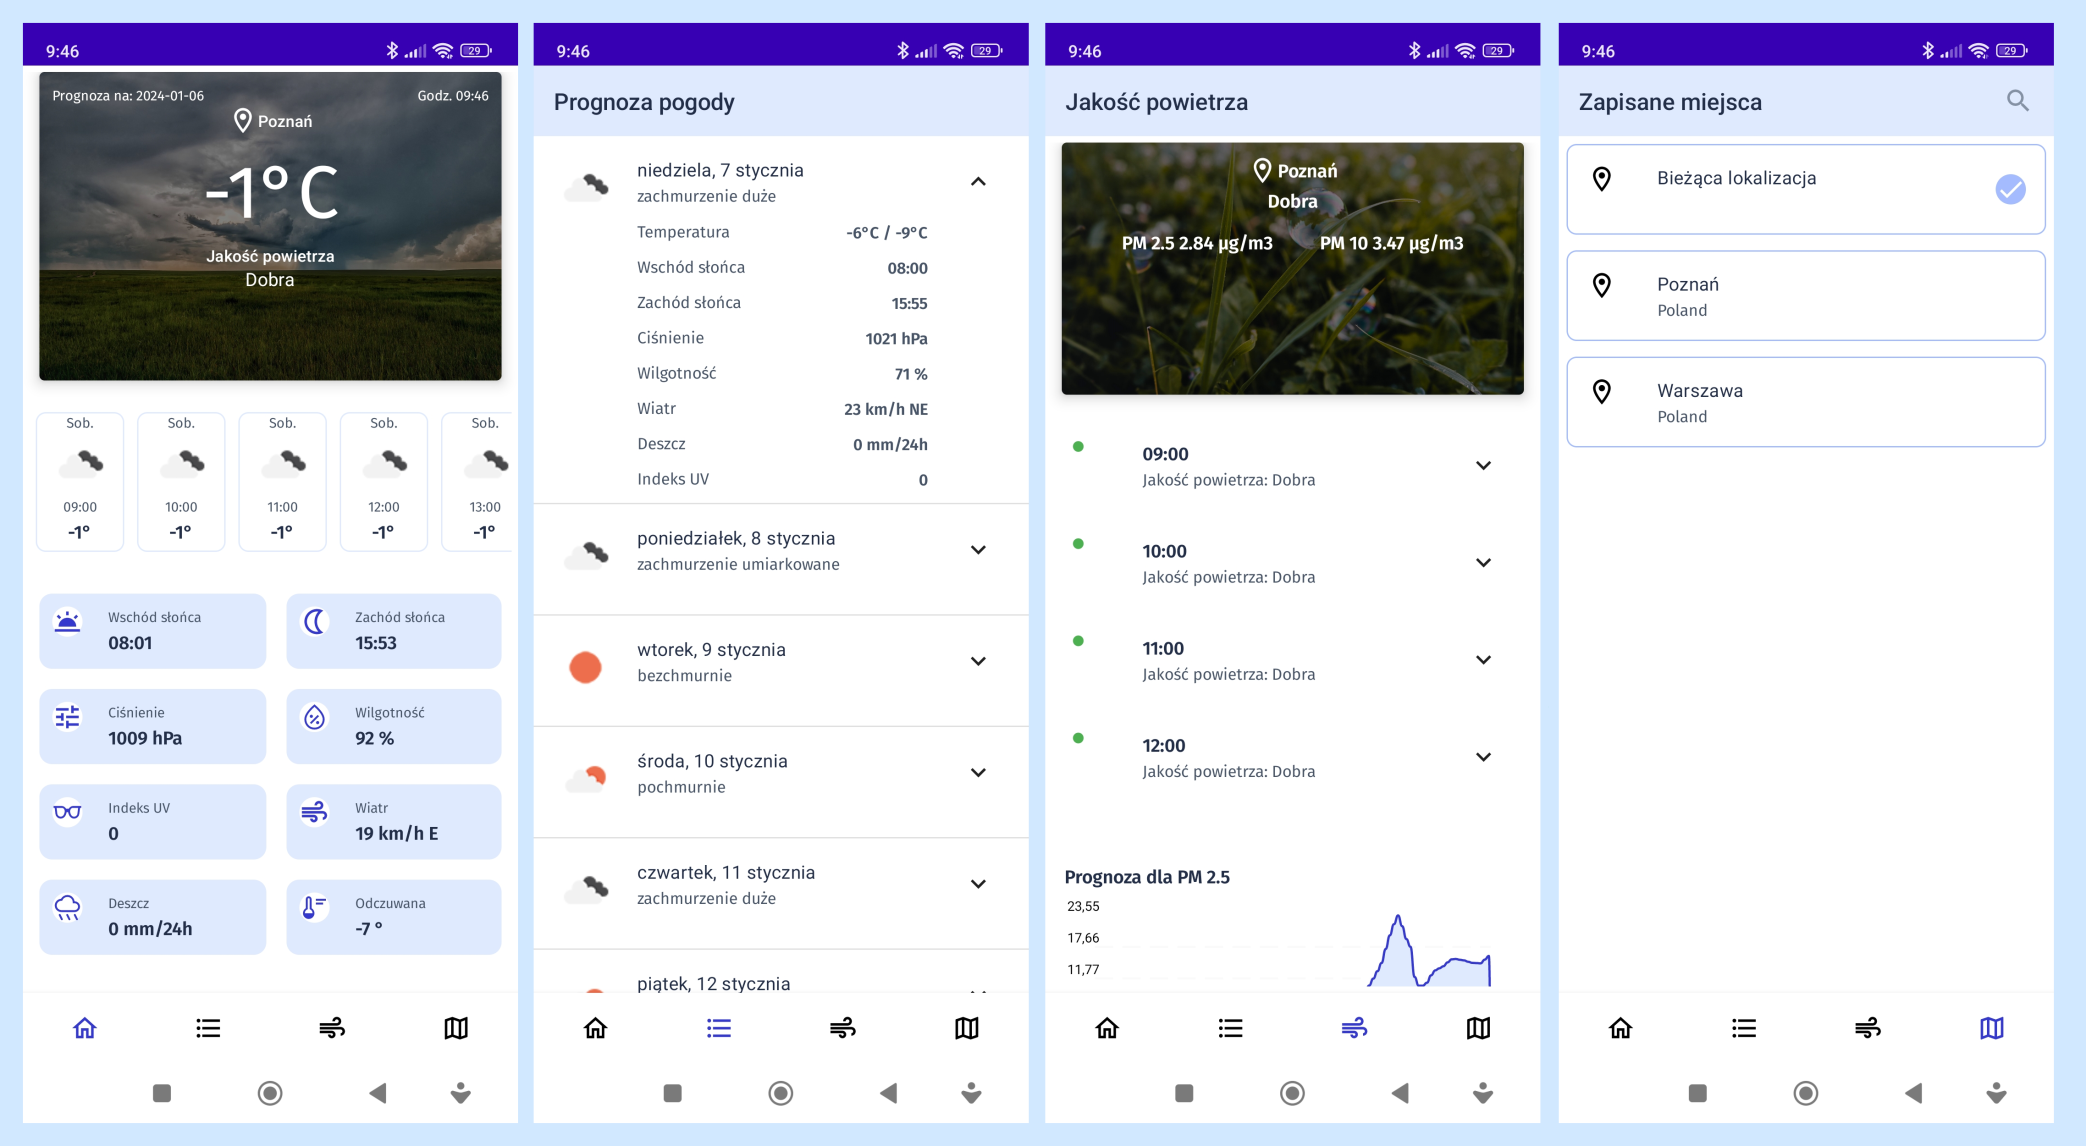 9:46
29
Prognoza na: 2024-01-06
Godz. 09:46
Poznań
-1°C
Jakość powietrza
Dobra
Sob.
Sob.
Sob.
Sob.
Sob.
09:00
10:00
11:00
12:00
13:00
-1°
-1°
-1°
-1°
-1°
Wschód słońca
08:01
Zachód słońca
15:53
Ciśnienie
1009 hPa
Wilgotność
92 %
Indeks UV
0
Wiatr
19 km/h E
Deszcz
0 mm/24h
Odczuwana
-7 °
9:46
29
Prognoza pogody
niedziela, 7 stycznia
zachmurzenie duże
Temperatura -6°C / -9°C
Wschód słońca 08:00
Zachód słońca 15:55
Ciśnienie 1021 hPa
Wilgotność 71 %
Wiatr 23 km/h NE
Deszcz 0 mm/24h
Indeks UV 0
poniedziałek, 8 stycznia
zachmurzenie umiarkowane
wtorek, 9 stycznia
bezchmurnie
środa, 10 stycznia
pochmurnie
czwartek, 11 stycznia
zachmurzenie duże
piątek, 12 stycznia
9:46
29
Jakość powietrza
Poznań
Dobra
PM 2.5 2.84 µg/m3
PM 10 3.47 µg/m3
09:00
Jakość powietrza: Dobra
10:00
Jakość powietrza: Dobra
11:00
Jakość powietrza: Dobra
12:00
Jakość powietrza: Dobra
Prognoza dla PM 2.5
23,55
17,66
11,77
9:46
29
Zapisane miejsca
Bieżąca lokalizacja
Poznań
Poland
Warszawa
Poland